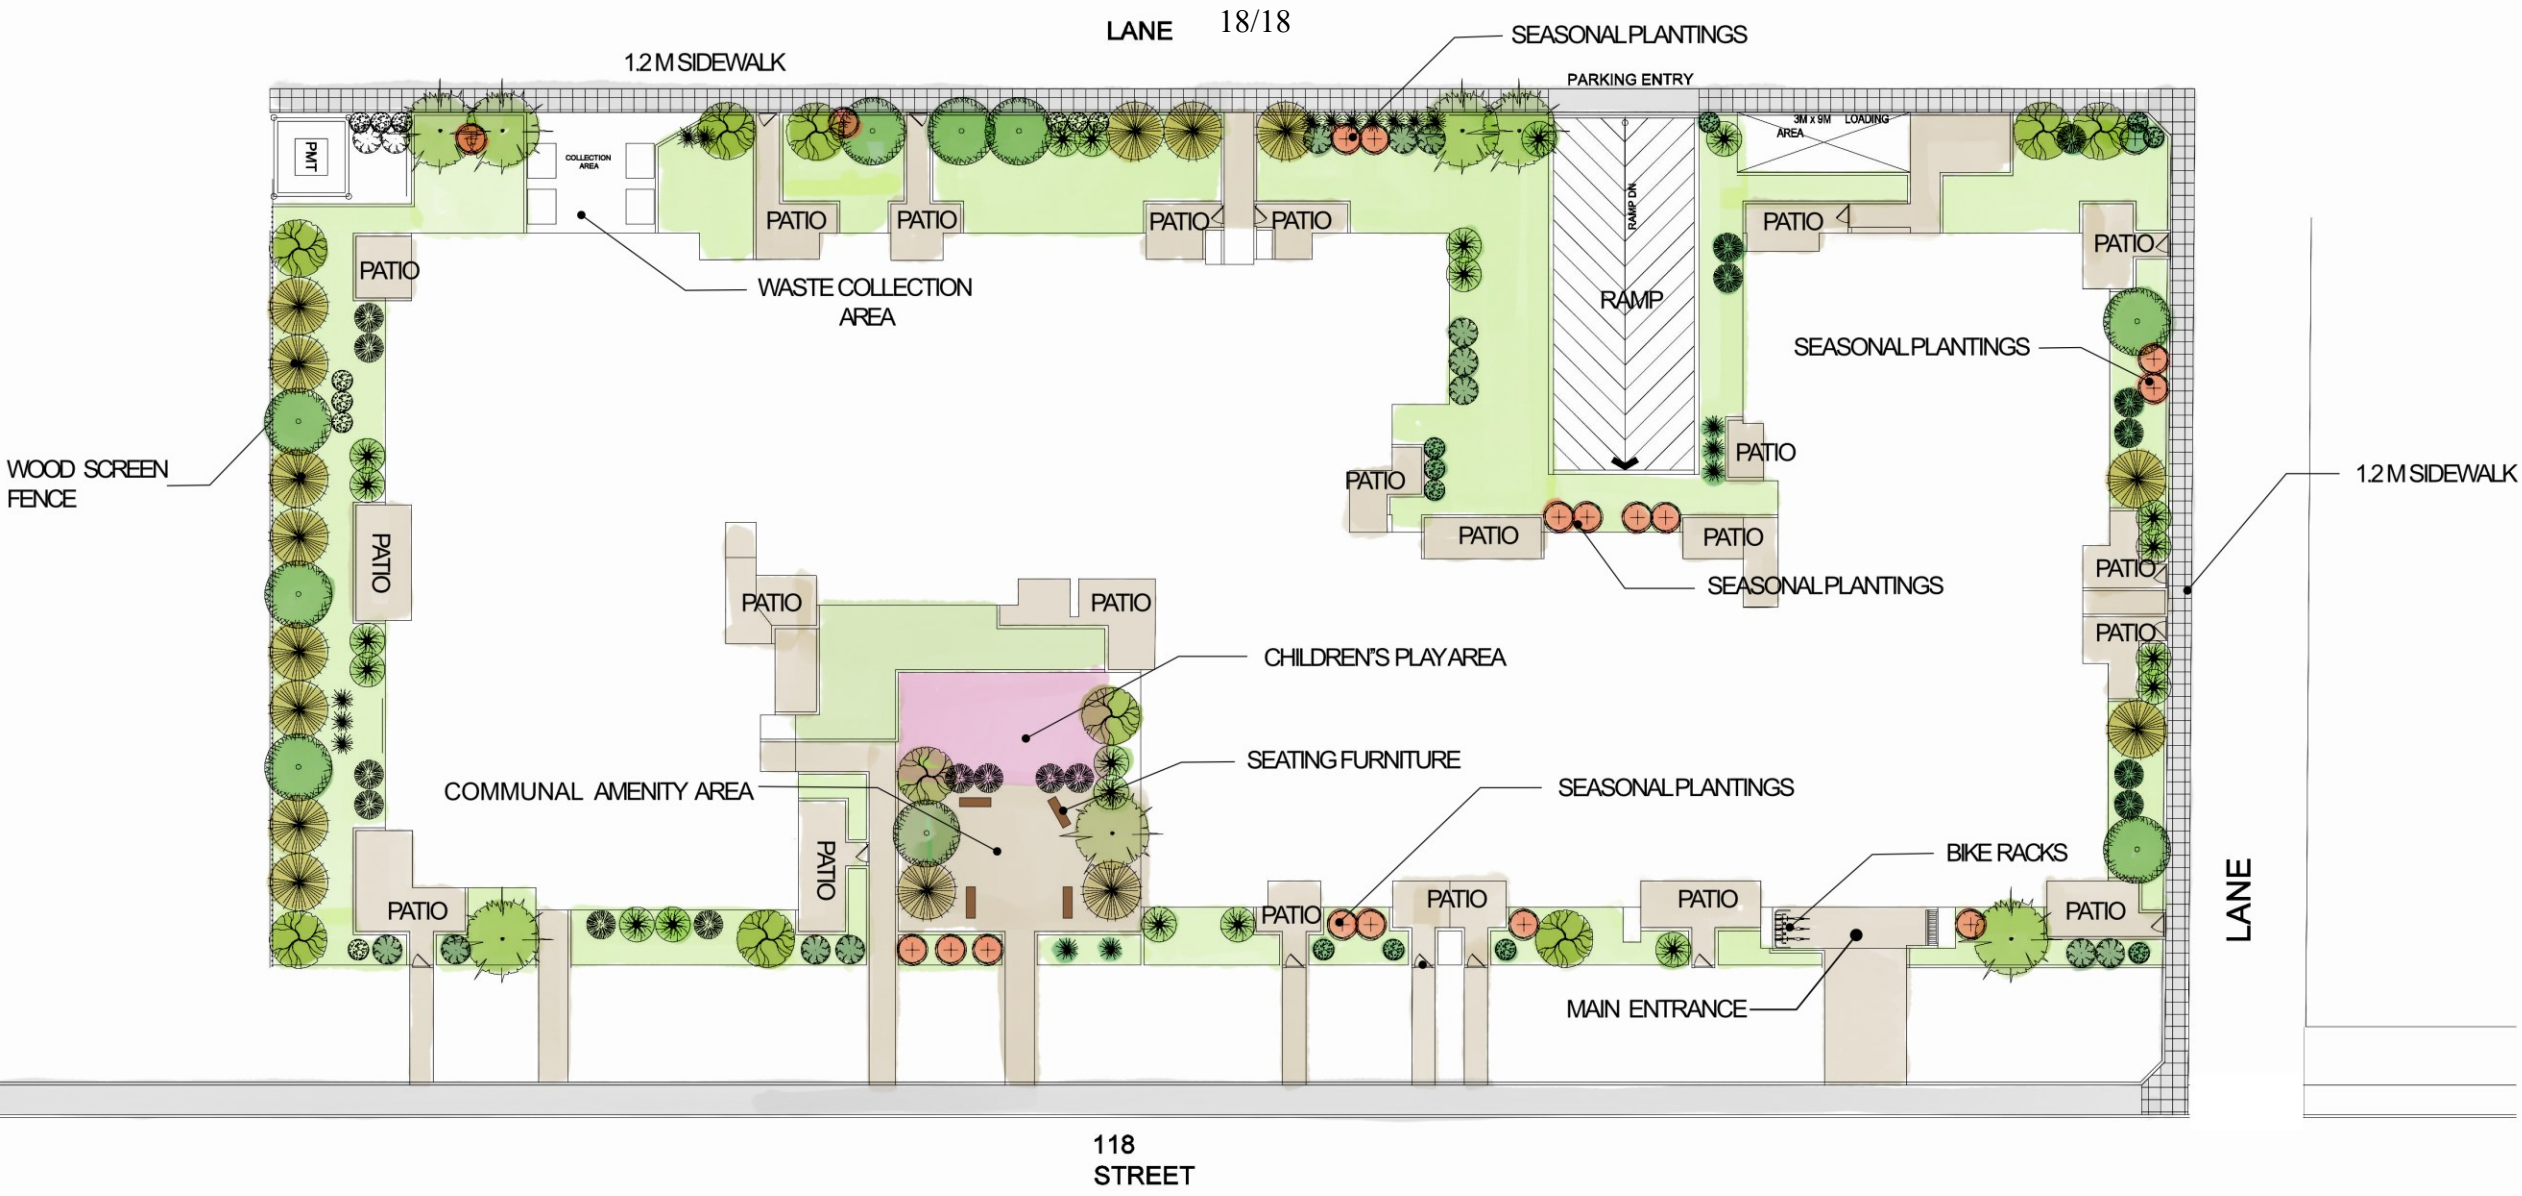 LANE 18/18
SEASONAL PLANTINGS
1.2 M SIDEWALK
PARKING ENTRY
3M x 9M LOADING
AREA
PMT
COLLECTION
AREA
RAMP DN
PATIO
PATIO
PATIO
PATIO
PATIO
PATIO
PATIO
WASTE COLLECTION
AREA
RAMP
SEASONAL PLANTINGS
WOOD SCREEN
FENCE
PATIO
PATIO
1.2 M SIDEWALK
PATIO
PATIO
PATIO
PATIO
SEASONAL PLANTINGS
PATIO
PATIO
PATIO
CHILDREN"S PLAY AREA
SEATING FURNITURE
COMMUNAL AMENITY AREA
SEASONAL PLANTINGS
PATIO
BIKE RACKS
LANE
PATIO
PATIO
PATIO
PATIO
PATIO
MAIN ENTRANCE
118
STREET